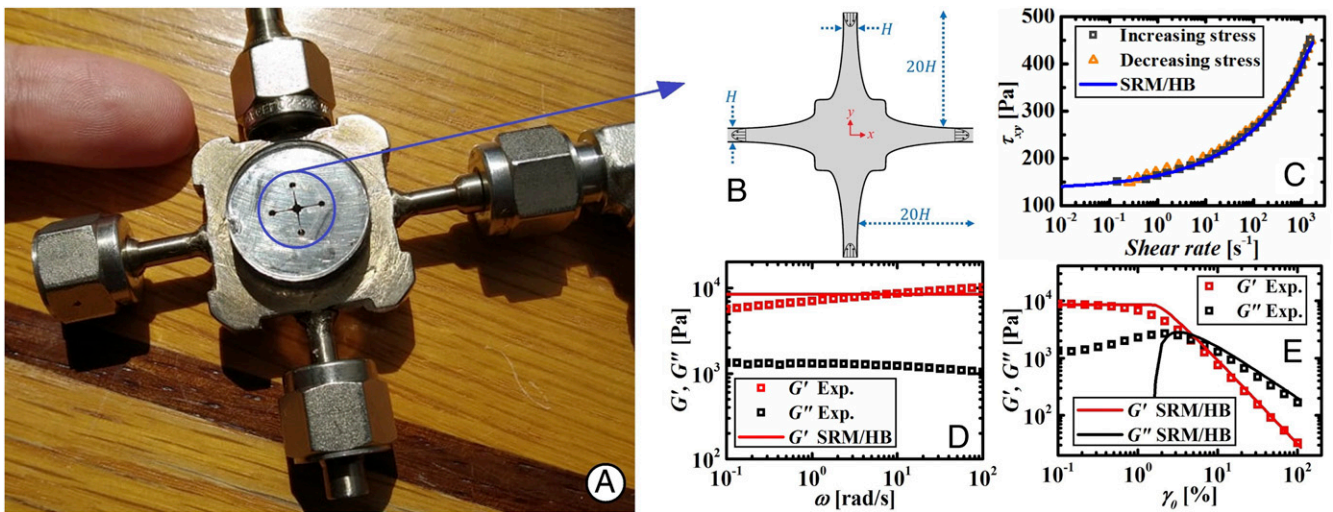 A
B
H
20H
H
y
x
20H
C
500
400
300
200
100
τxy [Pa]
Increasing stress
Decreasing stress
SRM/HB
10⁻² 10⁻¹ 10⁰ 10¹ 10² 10³
Shear rate [s⁻¹]
D
10⁴
10³
10²
G′, G″ [Pa]
G′ Exp.
G″ Exp.
G′ SRM/HB
10⁻¹ 10⁰ 10¹ 10²
ω [rad/s]
E
10⁴
10³
10²
G′, G″ [Pa]
G′ Exp.
G″ Exp.
G′ SRM/HB
G″ SRM/HB
10⁻¹ 10⁰ 10¹ 10²
γ₀ [%]